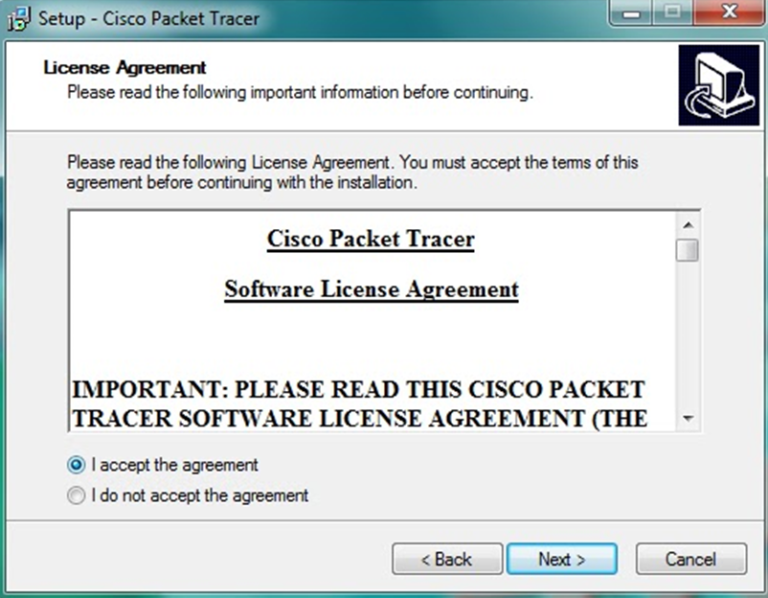 Setup - Cisco Packet Tracer
License Agreement
Please read the following important information before continuing.
Please read the following License Agreement. You must accept the terms of this
agreement before continuing with the installation.
Cisco Packet Tracer
Software License Agreement
IMPORTANT: PLEASE READ THIS CISCO PACKET
TRACER SOFTWARE LICENSE AGREEMENT (THE
I accept the agreement
I do not accept the agreement
< Back
Next >
Cancel